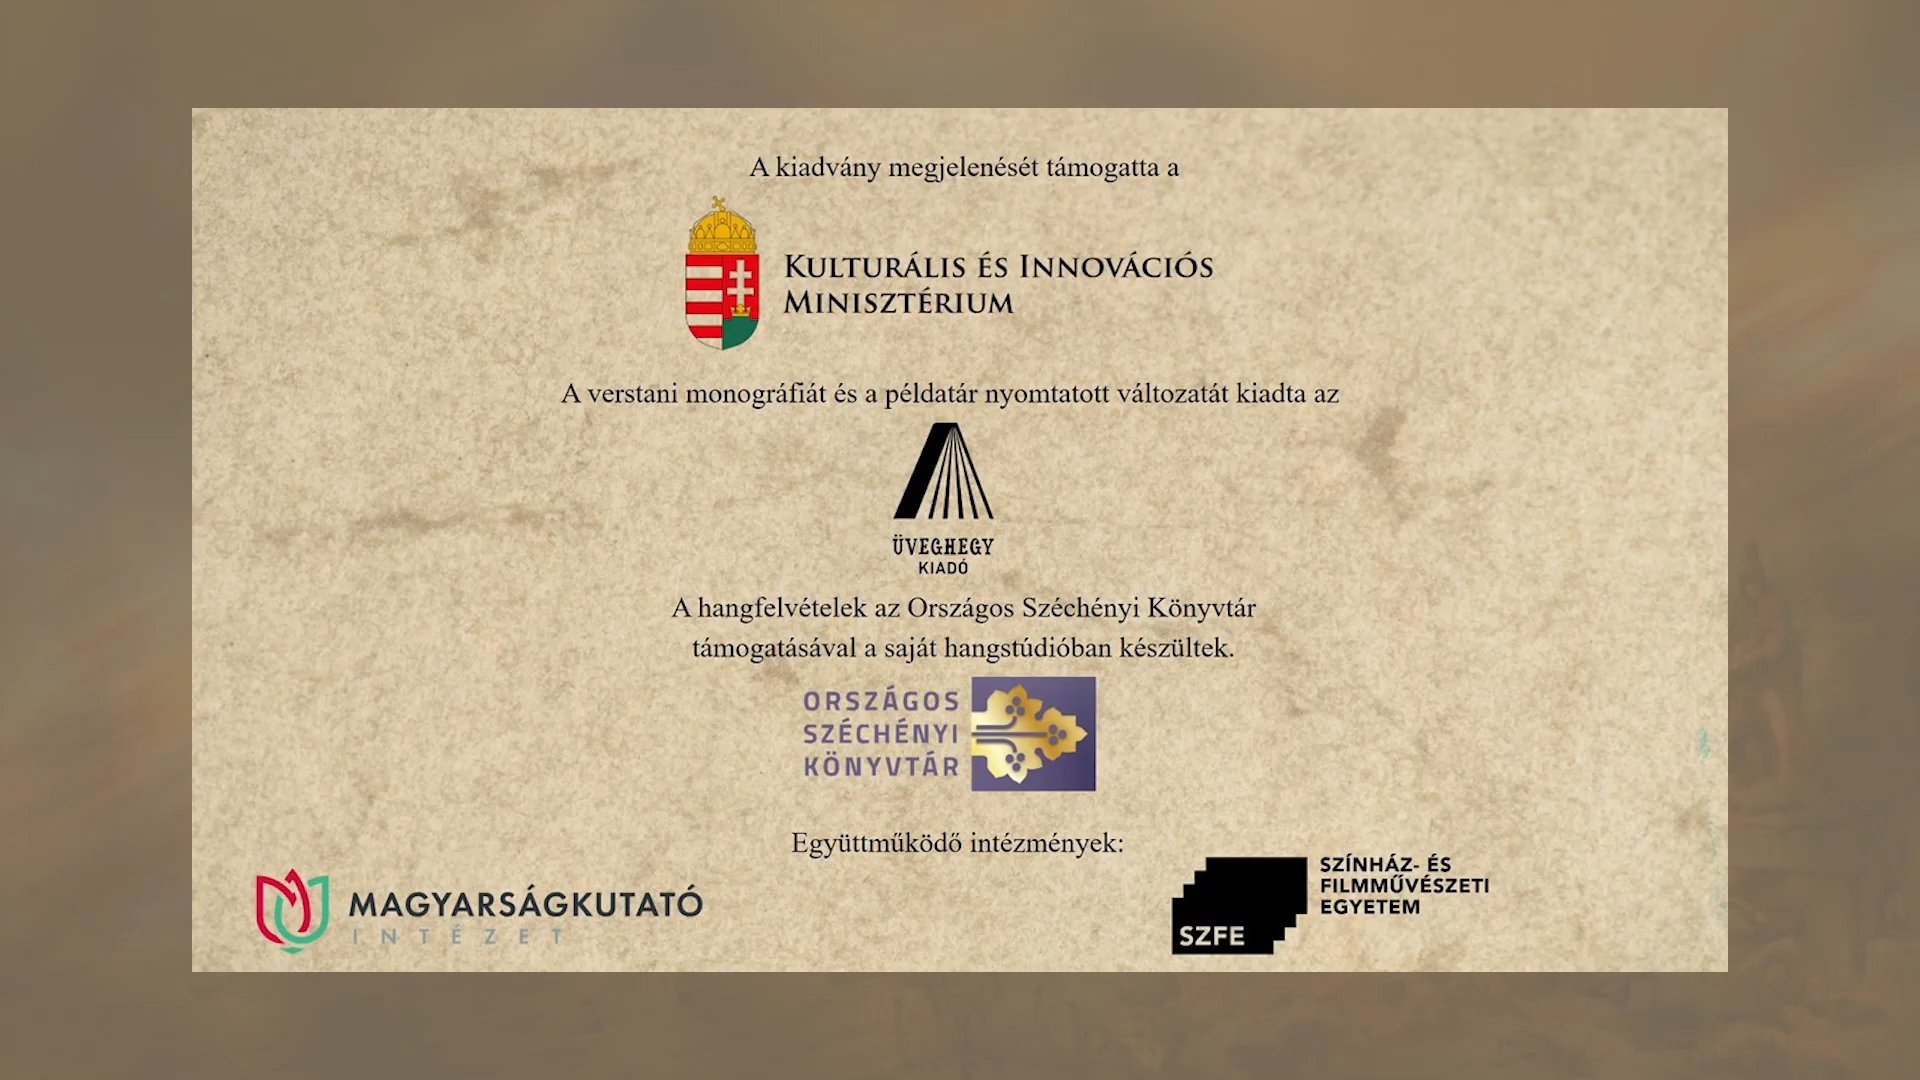 A kiadvány megjelenését támogatta a
KULTURÁLIS ÉS INNOVÁCIÓS
MINISZTÉRIUM
A verstani monográfiát és a példatár nyomtatott változatát kiadta az
ÜVEGHEGY
KIADÓ
A hangfelvételek az Országos Széchényi Könyvtár
támogatásával a saját hangstúdióban készültek.
ORSZÁGOS
SZÉCHÉNYI
KÖNYVTÁR
Együttműködő intézmények:
MAGYARSÁGKUTATÓ
INTÉZET
SZFE
SZÍNHÁZ- ÉS
FILMMŰVÉSZETI
EGYETEM